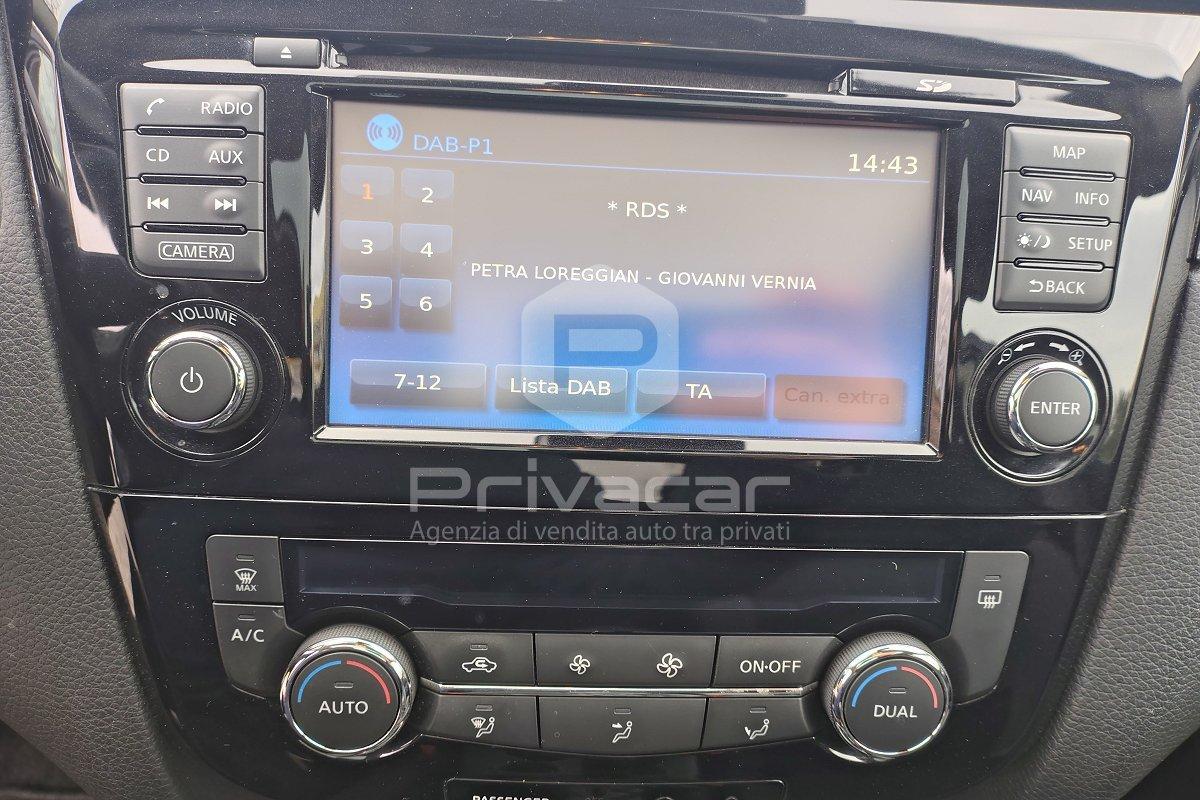 SD
RADIO
CD AUX
CAMERA
VOLUME
DAB-P1
14:43
1 2
* RDS *
3 4
PETRA LOREGGIAN - GIOVANNI VERNIA
5 6
7-12 Lista DAB TA Can. extra
MAP
NAV INFO
SETUP
BACK
ENTER
P
Privacar
Agenzia di vendita auto tra privati
MAX
A/C
AUTO
ON•OFF
DUAL
PASSENGER